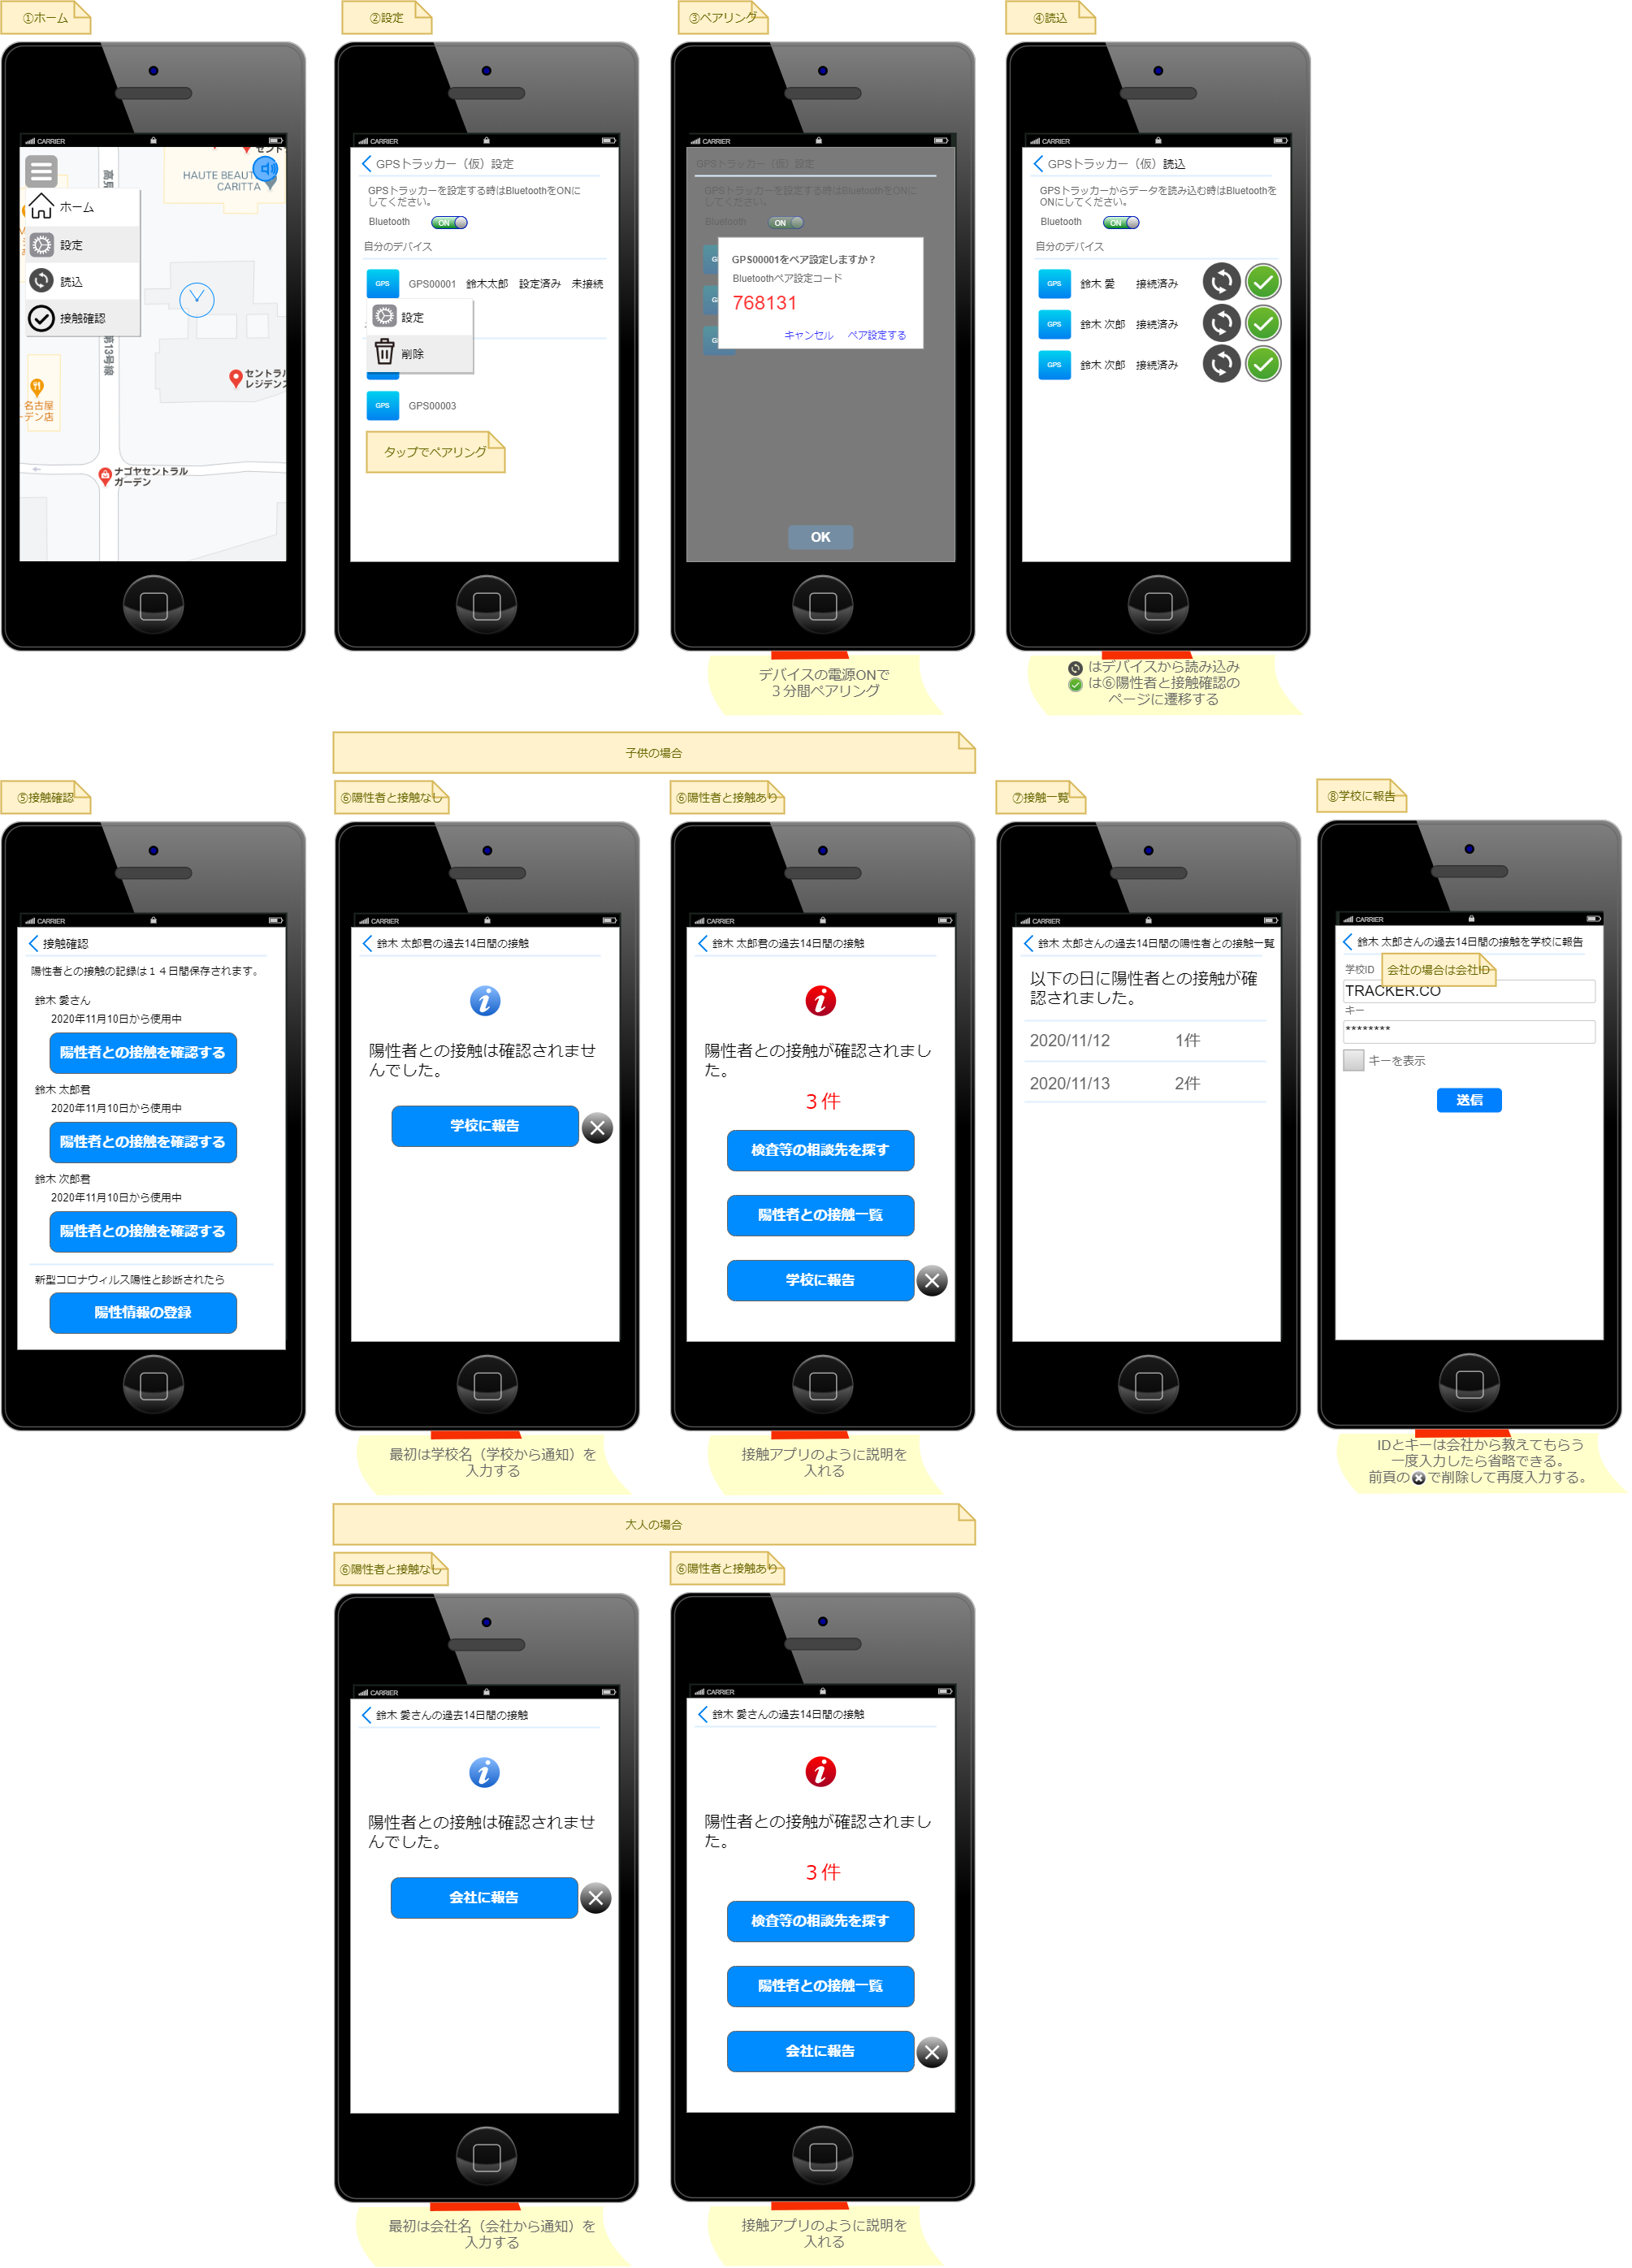 ①ホーム
②設定
③ペアリング
④読込
CARRIER
HAUTE BEAUT
CARITTA
ホーム
設定
読込
接触確認
第13号線
セントラル
レジデンス
名古屋
ーデン店
ナゴヤセントラル
ガーデン
CARRIER
GPSトラッカー（仮）設定
GPSトラッカーを設定する時はBluetoothをONに
してください。
Bluetooth ON
自分のデバイス
GPS GPS00001 鈴木太郎 設定済み 未接続
設定
削除
GPS GPS00003
タップでペアリング
CARRIER
GPSトラッカー（仮）設定
GPSトラッカーを設定する時はBluetoothをONに
してください。
Bluetooth ON
GPS00001をペア設定しますか？
Bluetoothペア設定コード
768131
キャンセル ペア設定する
OK
デバイスの電源ONで
３分間ペアリング
CARRIER
GPSトラッカー（仮）読込
GPSトラッカーからデータを読み込む時はBluetoothを
ONにしてください。
Bluetooth ON
自分のデバイス
GPS 鈴木 愛 接続済み
GPS 鈴木 次郎 接続済み
GPS 鈴木 次郎 接続済み
はデバイスから読み込み
は⑥陽性者と接触確認の
ページに遷移する
子供の場合
⑤接触確認
⑥陽性者と接触なし
⑥陽性者と接触あり
⑦接触一覧
⑧学校に報告
CARRIER
接触確認
陽性者との接触の記録は１４日間保存されます。
鈴木 愛さん
2020年11月10日から使用中
陽性者との接触を確認する
鈴木 太郎君
2020年11月10日から使用中
陽性者との接触を確認する
鈴木 次郎君
2020年11月10日から使用中
陽性者との接触を確認する
新型コロナウィルス陽性と診断されたら
陽性情報の登録
CARRIER
鈴木 太郎君の過去14日間の接触
陽性者との接触は確認されませ
んでした。
学校に報告
最初は学校名（学校から通知）を
入力する
CARRIER
鈴木 太郎君の過去14日間の接触
陽性者との接触が確認されまし
た。
３件
検査等の相談先を探す
陽性者との接触一覧
学校に報告
接触アプリのように説明を
入れる
CARRIER
鈴木 太郎さんの過去14日間の陽性者との接触一覧
以下の日に陽性者との接触が確
認されました。
2020/11/12 1件
2020/11/13 2件
CARRIER
鈴木 太郎さんの過去14日間の接触を学校に報告
学校ID
会社の場合は会社ID
TRACKER.CO
キー
********
キーを表示
送信
IDとキーは会社から教えてもらう
一度入力したら省略できる。
前頁の で削除して再度入力する。
大人の場合
⑥陽性者と接触なし
⑥陽性者と接触あり
CARRIER
鈴木 愛さんの過去14日間の接触
陽性者との接触は確認されませ
んでした。
会社に報告
最初は会社名（会社から通知）を
入力する
CARRIER
鈴木 愛さんの過去14日間の接触
陽性者との接触が確認されまし
た。
３件
検査等の相談先を探す
陽性者との接触一覧
会社に報告
接触アプリのように説明を
入れる